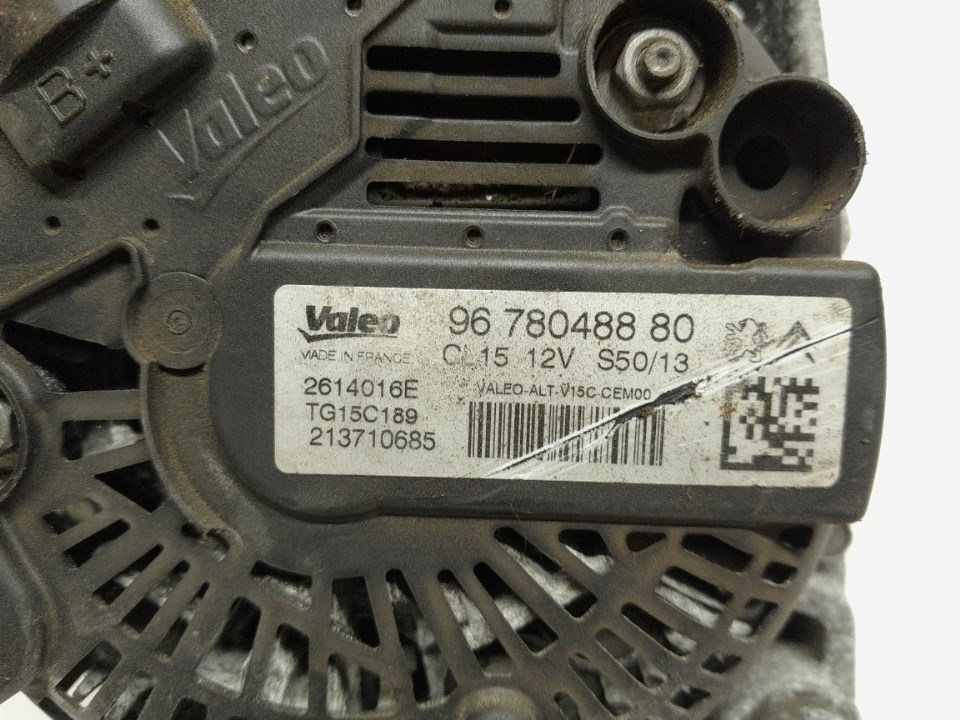 B+
Valeo
Valeo 96 780488 80
MADE IN FRANCE CL15 12V S50/13
2614016E VALEO-ALT-V15C-CEM00
TG15C189
213710685